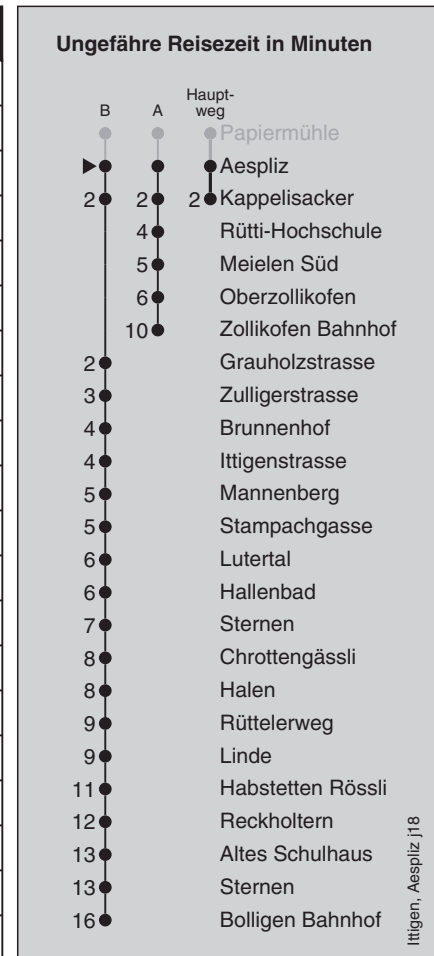 Ungefähre Reisezeit in Minuten
B A Haupt-
weg
Papiermühle
Aespliz
2 2 2 Kappelisacker
4 Rütti-Hochschule
5 Meielen Süd
6 Oberzollikofen
10 Zollikofen Bahnhof
2 Grauholzstrasse
3 Zulligerstrasse
4 Brunnenhof
4 Ittigenstrasse
5 Mannenberg
5 Stampachgasse
6 Lutertal
6 Hallenbad
7 Sternen
8 Chrottengässli
8 Halen
9 Rüttelerweg
9 Linde
11 Habstetten Rössli
12 Reckholtern
13 Altes Schulhaus
13 Sternen
16 Bolligen Bahnhof
Ittigen, Aespliz j18